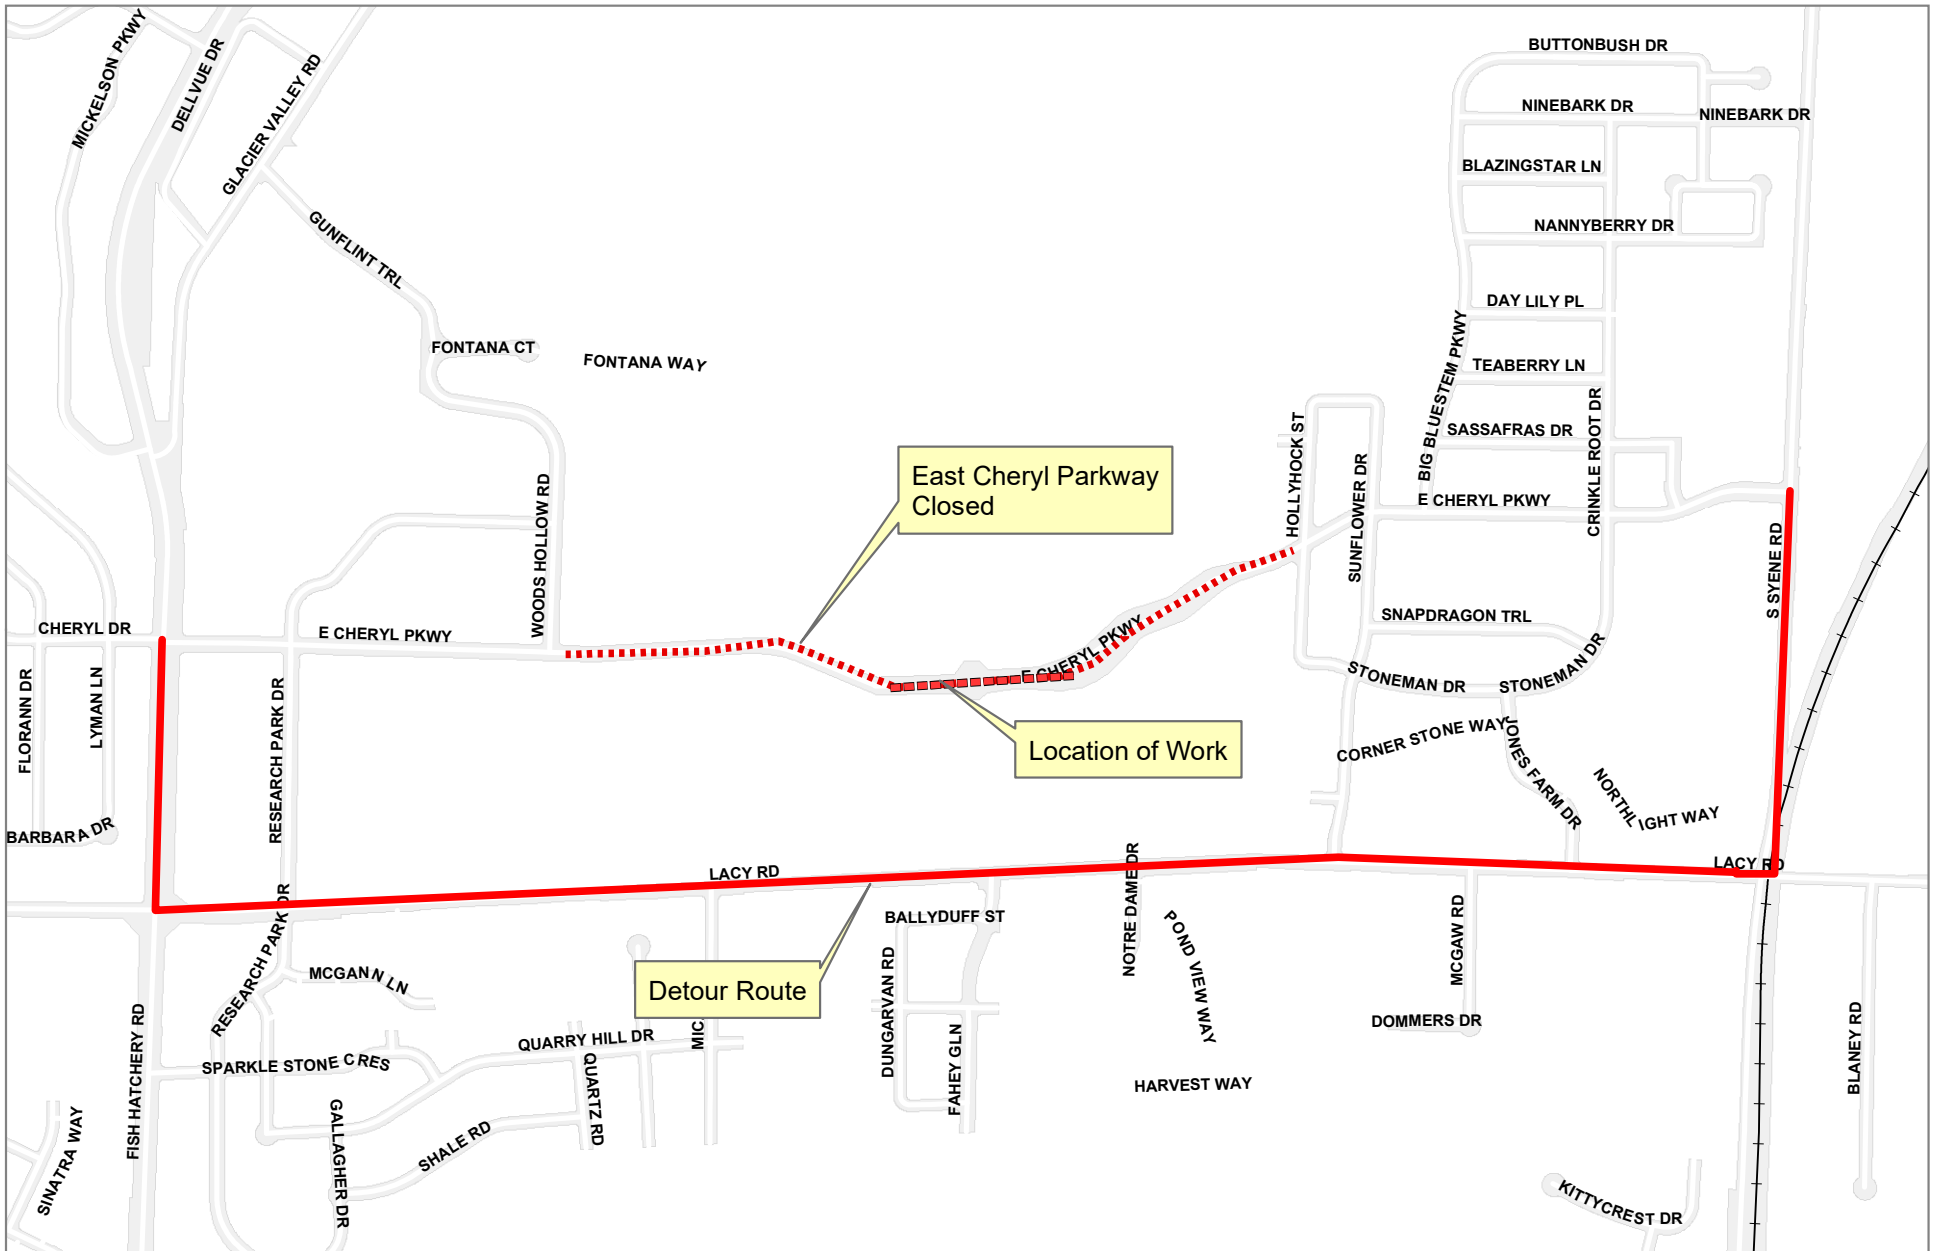 MICKELSON PKWY
DELLVUE DR
GLACIER VALLEY RD
BUTTONBUSH DR
NINEBARK DR
NINEBARK DR
BLAZINGSTAR LN
NANNYBERRY DR
GUNFLINT TRL
DAY LILY PL
FONTANA CT
FONTANA WAY
BIG BLUESTEM PKWY
TEABERRY LN
CRINKLE ROOT DR
SASSAFRAS DR
HOLLYHOCK ST
SUNFLOWER DR
East Cheryl Parkway
Closed
E CHERYL PKWY
WOODS HOLLOW RD
S SYENE RD
CHERYL DR
E CHERYL PKWY
SNAPDRAGON TRL
E CHERYL PKWY
STONEMAN DR
STONEMAN DR
FLORANN DR
LYMAN LN
RESEARCH PARK DR
Location of Work
CORNER STONE WAY
JONES FARM DR
NORTHLIGHT WAY
BARBARA DR
LACY RD
LACY RD
NOTRE DAME DR
RESEARCH PARK DR
BALLYDUFF ST
POND VIEW WAY
MCGAW RD
MCGANN LN
Detour Route
DUNGARVAN RD
DOMMERS DR
FISH HATCHERY RD
QUARRY HILL DR
SPARKLE STONE CRES
QUARTZ RD
FAHEY GLN
HARVEST WAY
BLANEY RD
SINATRA WAY
GALLAGHER DR
SHALE RD
KITTYCREST DR